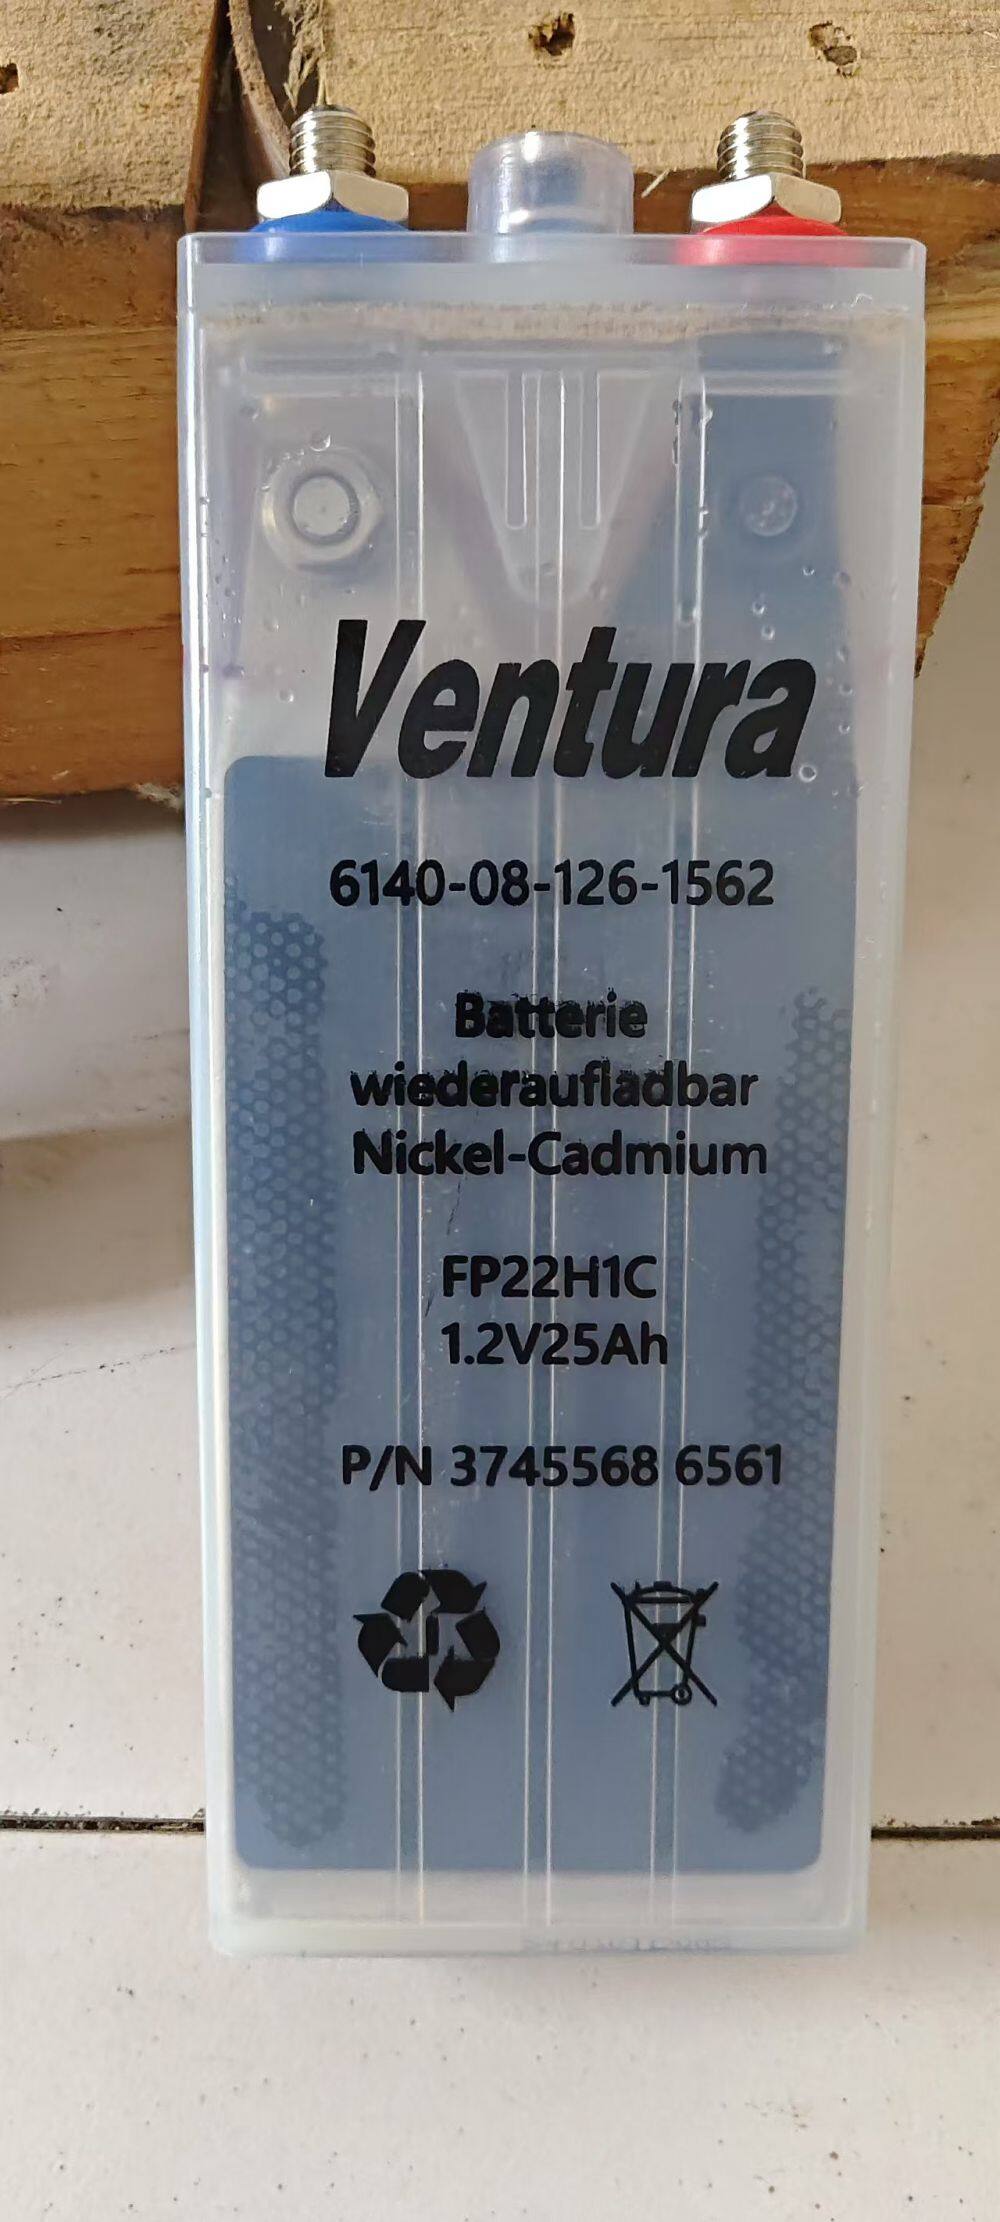 Ventura
6140-08-126-1562
Batterie
wiederaufladbar
Nickel-Cadmium
FP22H1C
1.2V25Ah
P/N 3745568 6561